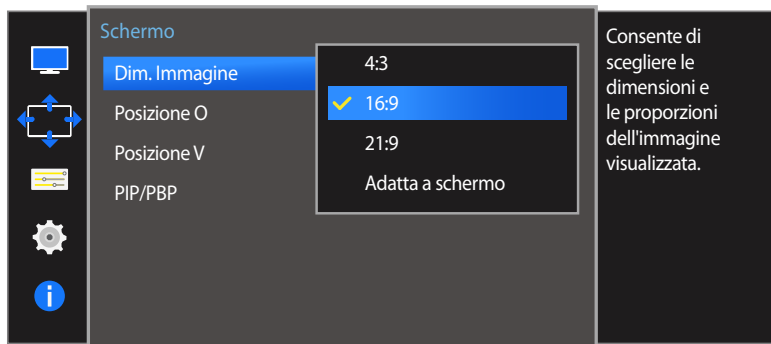 Schermo
Dim. Immagine
Posizione O
Posizione V
PIP/PBP
4:3
16:9
21:9
Adatta a schermo
Consente di
scegliere le
dimensioni e
le proporzioni
dell'immagine
visualizzata.